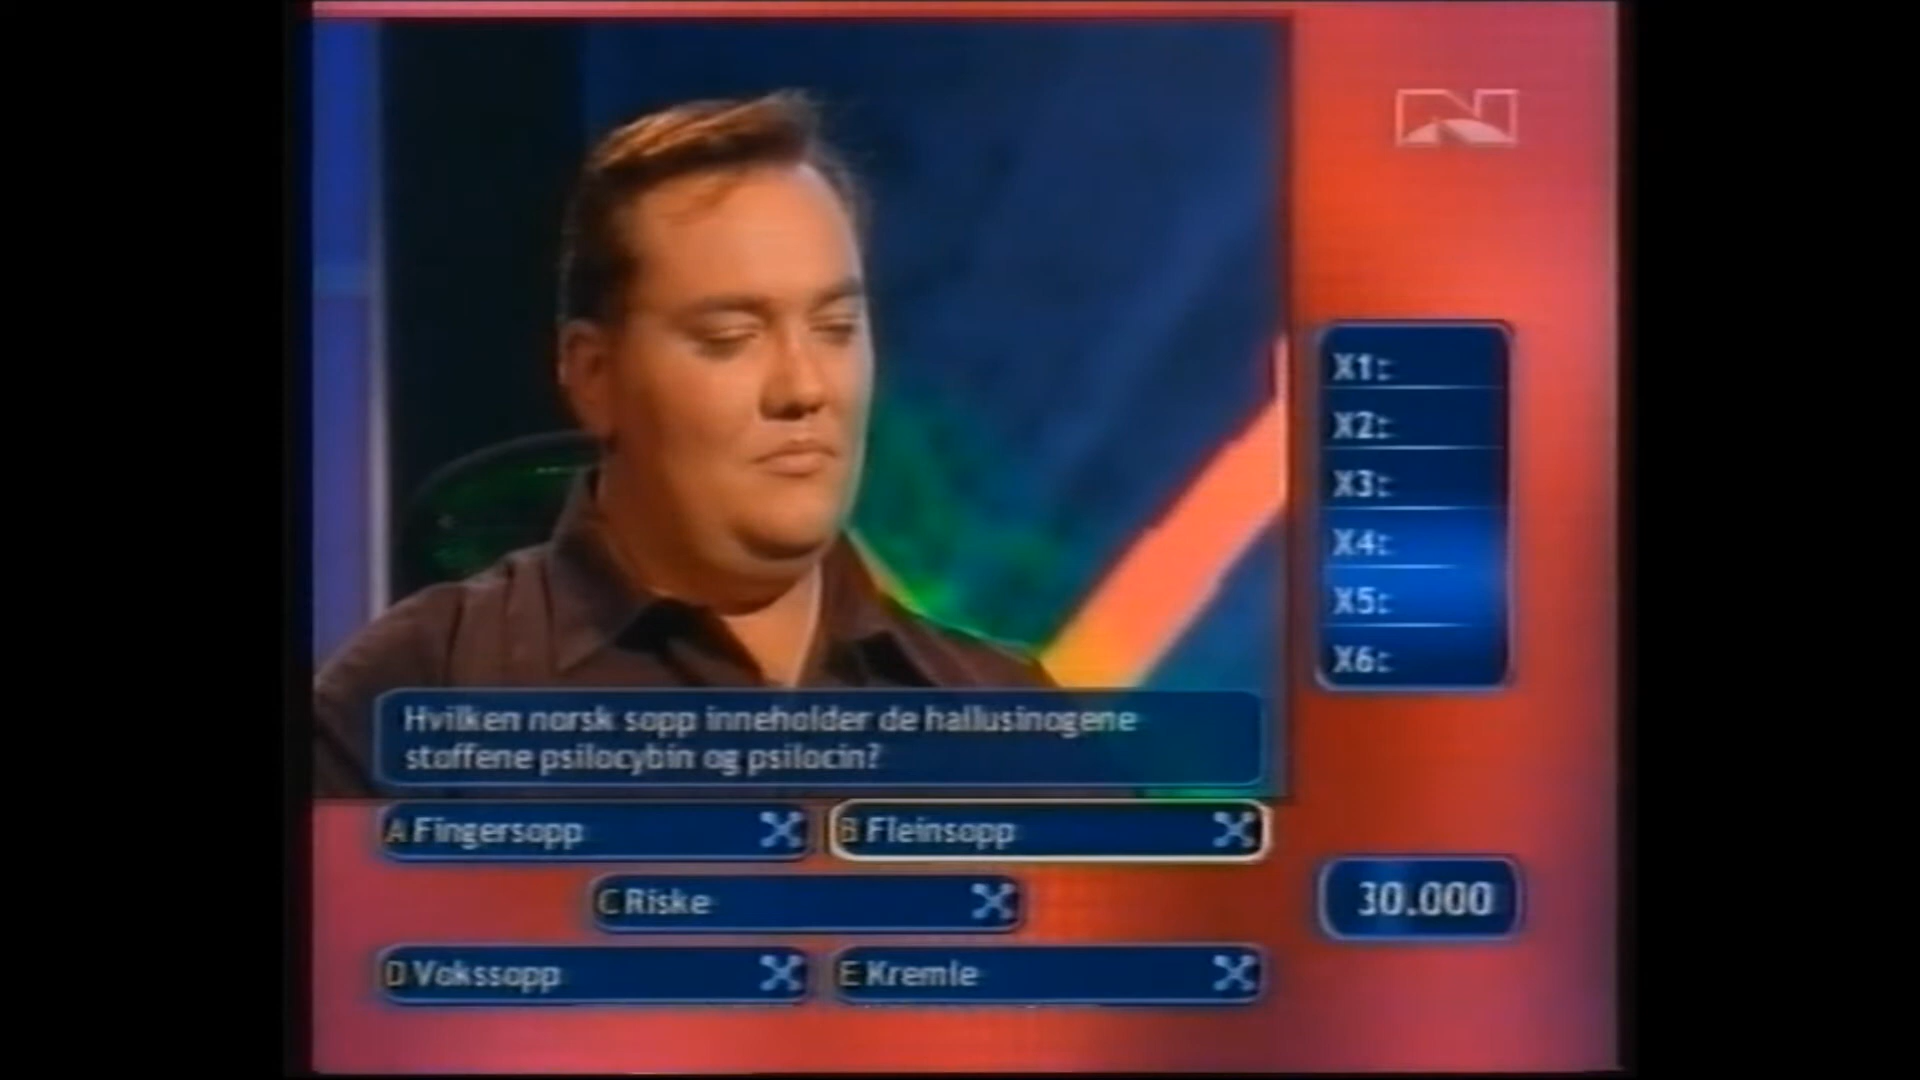 N
X1:
X2:
X3:
X4:
X5:
X6:
Hvilken norsk sopp inneholder de hallusinogene
stoffene psilocybin og psilocin?
A Fingersopp
B Fleinsopp
C Riske
30.000
D Vokssopp
E Kremle